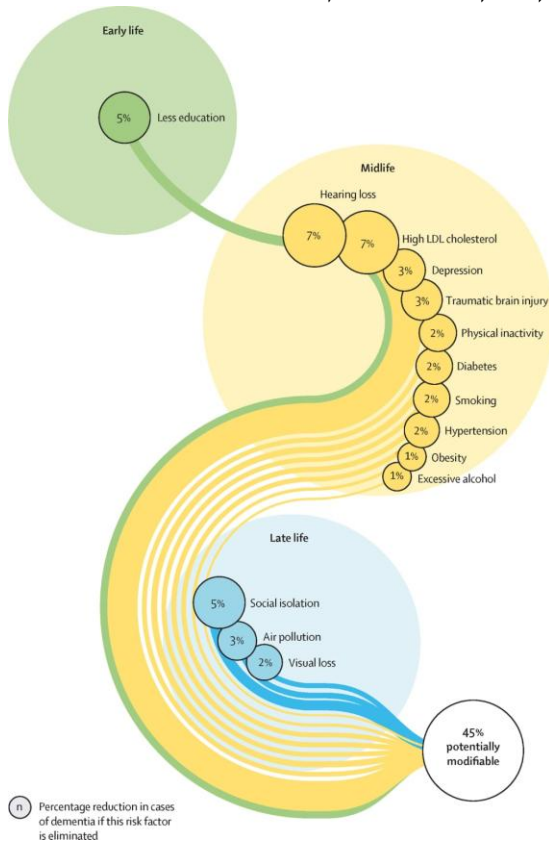 Early life
5%
Less education
Midlife
Hearing loss
7%
7%
High LDL cholesterol
3%
Depression
3%
Traumatic brain injury
2%
Physical inactivity
2%
Diabetes
2%
Smoking
2%
Hypertension
1%
Obesity
1%
Excessive alcohol
Late life
5%
Social isolation
3%
Air pollution
2%
Visual loss
45%
potentially
modifiable
n
Percentage reduction in cases
of dementia if this risk factor
is eliminated